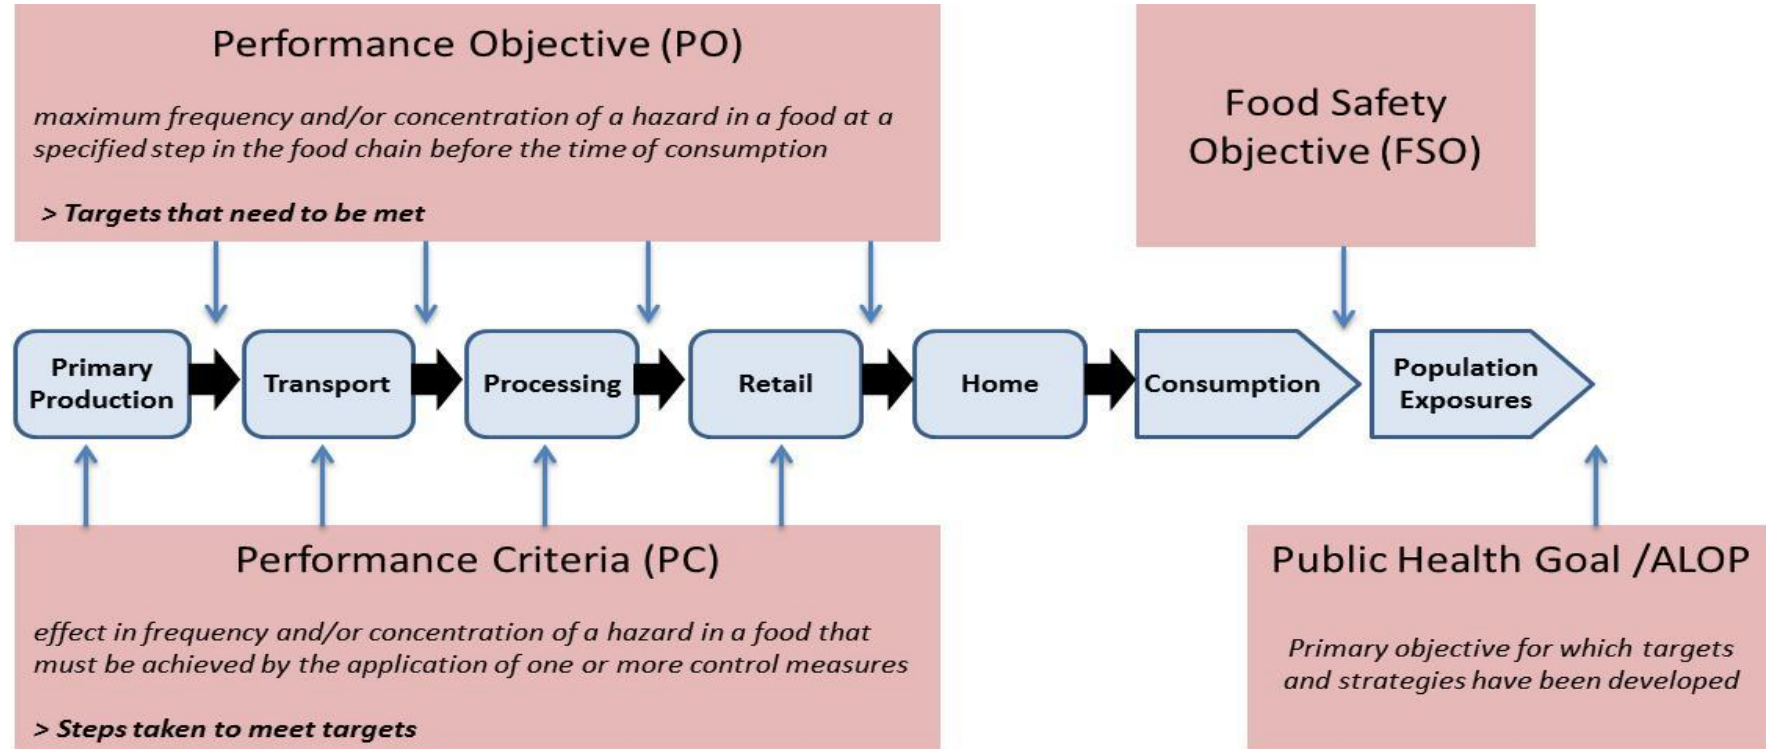 Performance Objective (PO)
maximum frequency and/or concentration of a hazard in a food at a
specified step in the food chain before the time of consumption
> Targets that need to be met
Food Safety
Objective (FSO)
Primary
Production
Transport
Processing
Retail
Home
Consumption
Population
Exposures
Performance Criteria (PC)
effect in frequency and/or concentration of a hazard in a food that
must be achieved by the application of one or more control measures
> Steps taken to meet targets
Public Health Goal /ALOP
Primary objective for which targets
and strategies have been developed